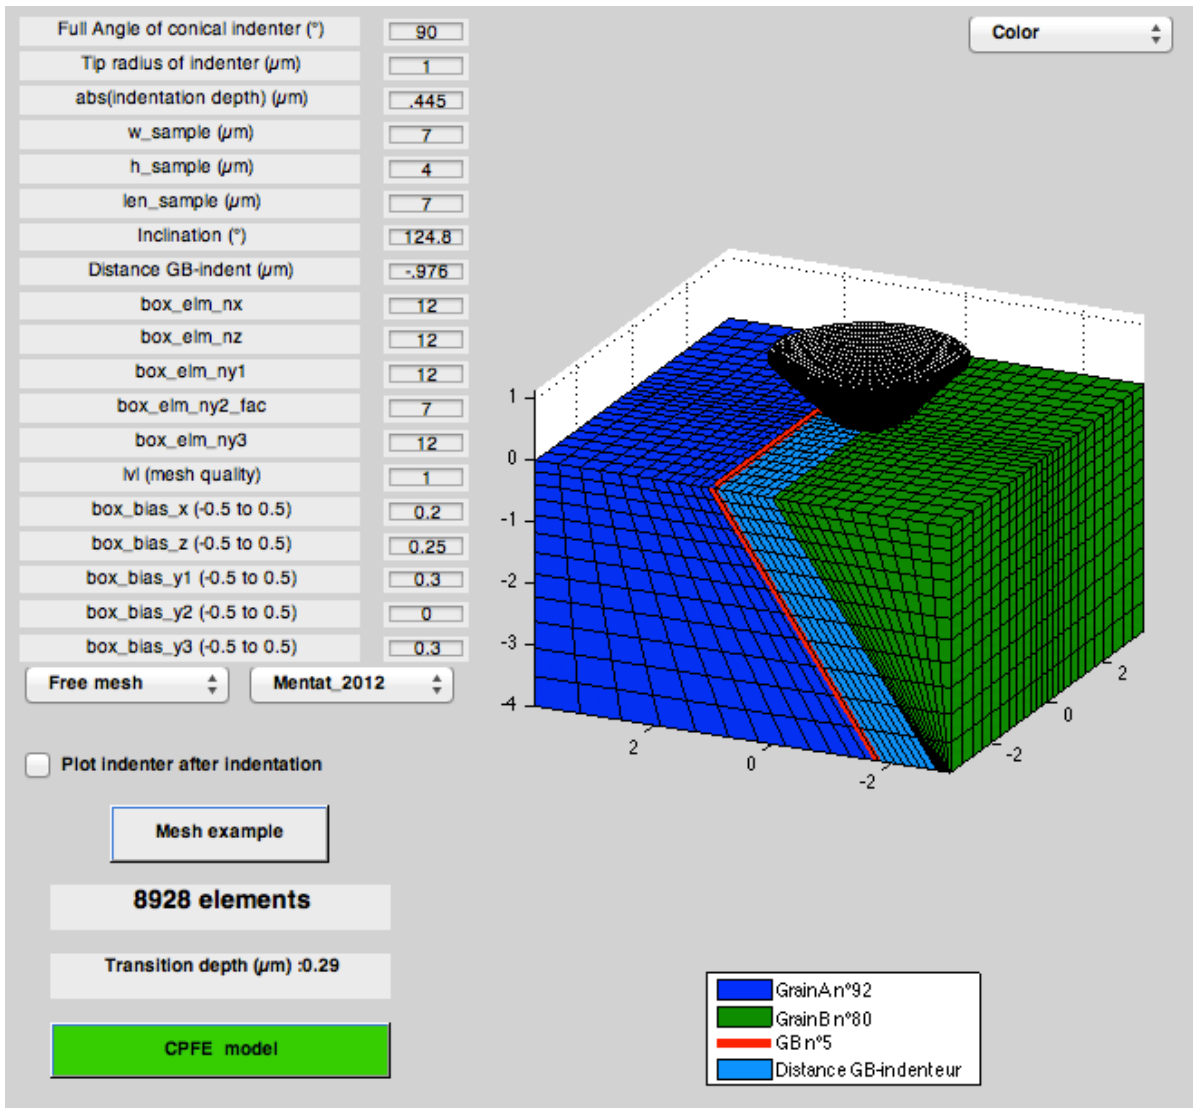 Full Angle of conical indenter (°) 90
Color
Tip radius of indenter (µm) 1
abs(indentation depth) (µm) .445
w_sample (µm) 7
h_sample (µm) 4
len_sample (µm) 7
Inclination (°) 124.8
Distance GB-indent (µm) -.976
box_elm_nx 12
box_elm_nz 12
box_elm_ny1 12
box_elm_ny2_fac 7
box_elm_ny3 12
lvl (mesh quality) 1
box_bias_x (-0.5 to 0.5) 0.2
box_bias_z (-0.5 to 0.5) 0.25
box_bias_y1 (-0.5 to 0.5) 0.3
box_bias_y2 (-0.5 to 0.5) 0
box_bias_y3 (-0.5 to 0.5) 0.3
Free mesh Mentat_2012
Plot indenter after indentation
Mesh example
8928 elements
Transition depth (µm) :0.29
CPFE model
1
0
-1
-2
-3
-4
2
0
-2
-2
0
2
GrainA n°92
GrainB n°80
GB n°5
Distance GB-indenteur